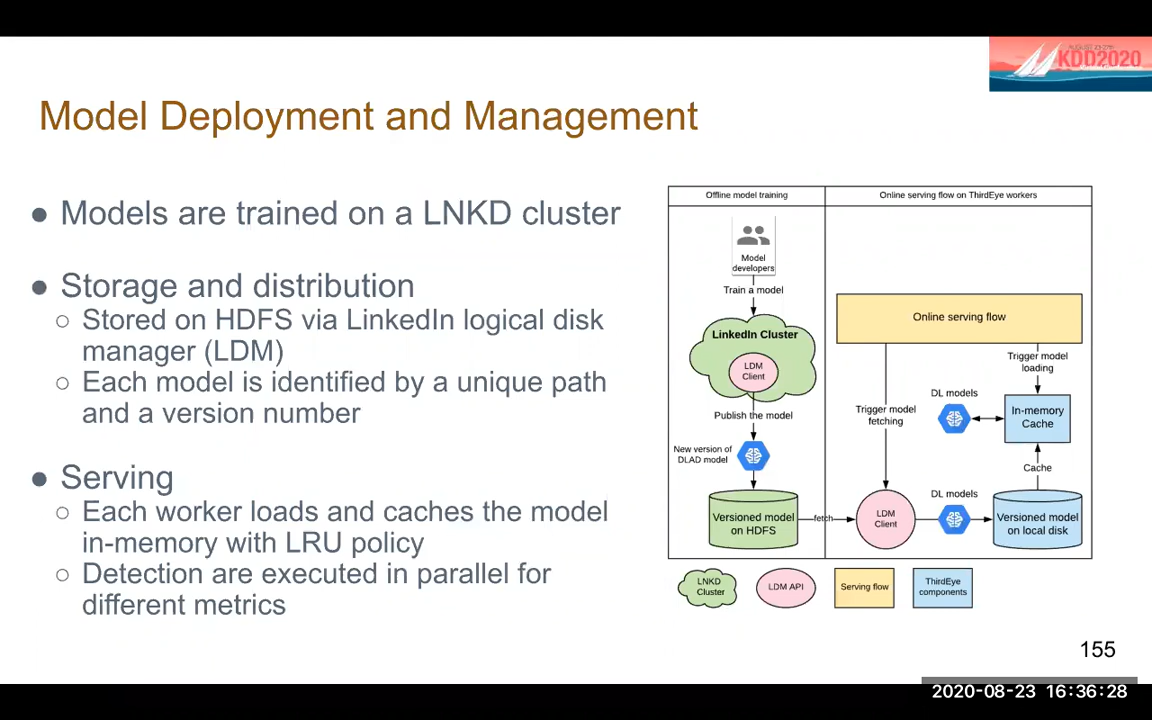 KDD2020
Model Deployment and Management
● Models are trained on a LNKD cluster
● Storage and distribution
○ Stored on HDFS via LinkedIn logical disk
manager (LDM)
○ Each model is identified by a unique path
and a version number
● Serving
○ Each worker loads and caches the model
in-memory with LRU policy
○ Detection are executed in parallel for
different metrics
Offline model training
Online serving flow on ThirdEye workers
Model
developers
Train a model
LinkedIn Cluster
LDM
Client
Publish the model
New version of
DLAD model
Versioned model
on HDFS
fetch
Online serving flow
Trigger model
fetching
Trigger model
loading
DL models
In-memory
Cache
Cache
LDM
Client
DL models
Versioned model
on local disk
LNKD
Cluster
LDM API
Serving flow
ThirdEye
components
155
2020-08-23 16:36:28